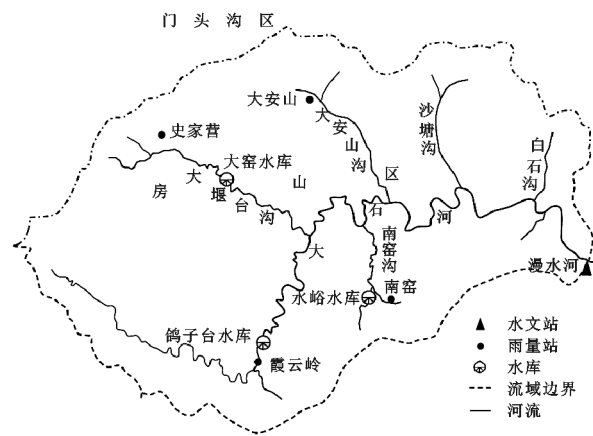 门头沟区
大安山
大安山沟
沙塘沟
白石沟
史家营
大窑水库
房山区
大堰台沟
大石河
南窑沟
漫水河
水峪水库
南窑
鸽子台水库
霞云岭
水文站
雨量站
水库
流域边界
河流